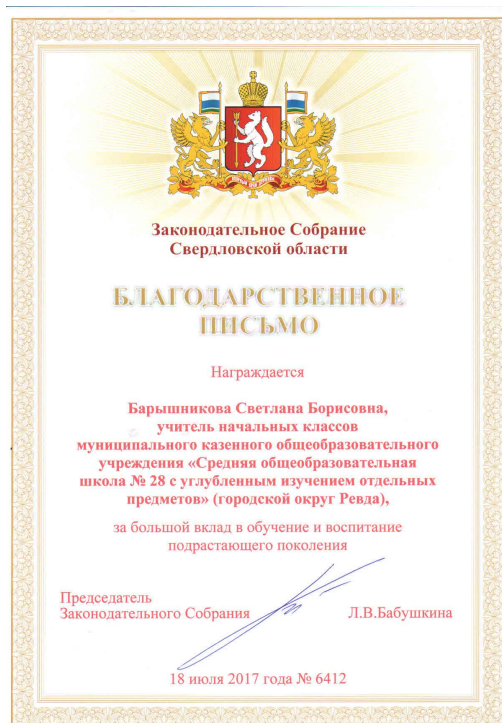 Законодательное Собрание
Свердловской области
БЛАГОДАРСТВЕННОЕ
ПИСЬМО
Награждается
Барышникова Светлана Борисовна,
учитель начальных классов
муниципального казенного общеобразовательного
учреждения «Средняя общеобразовательная
школа № 28 с углубленным изучением отдельных
предметов» (городской округ Ревда),
за большой вклад в обучение и воспитание
подрастающего поколения
Председатель
Законодательного Собрания Л.В.Бабушкина
18 июля 2017 года № 6412